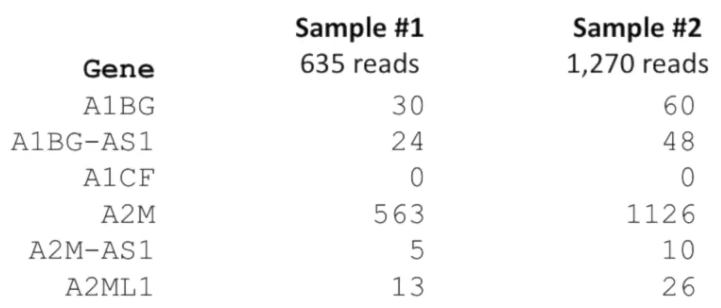 Sample #1 Sample #2
Gene 635 reads 1,270 reads
A1BG 30 60
A1BG-AS1 24 48
A1CF 0 0
A2M 563 1126
A2M-AS1 5 10
A2ML1 13 26